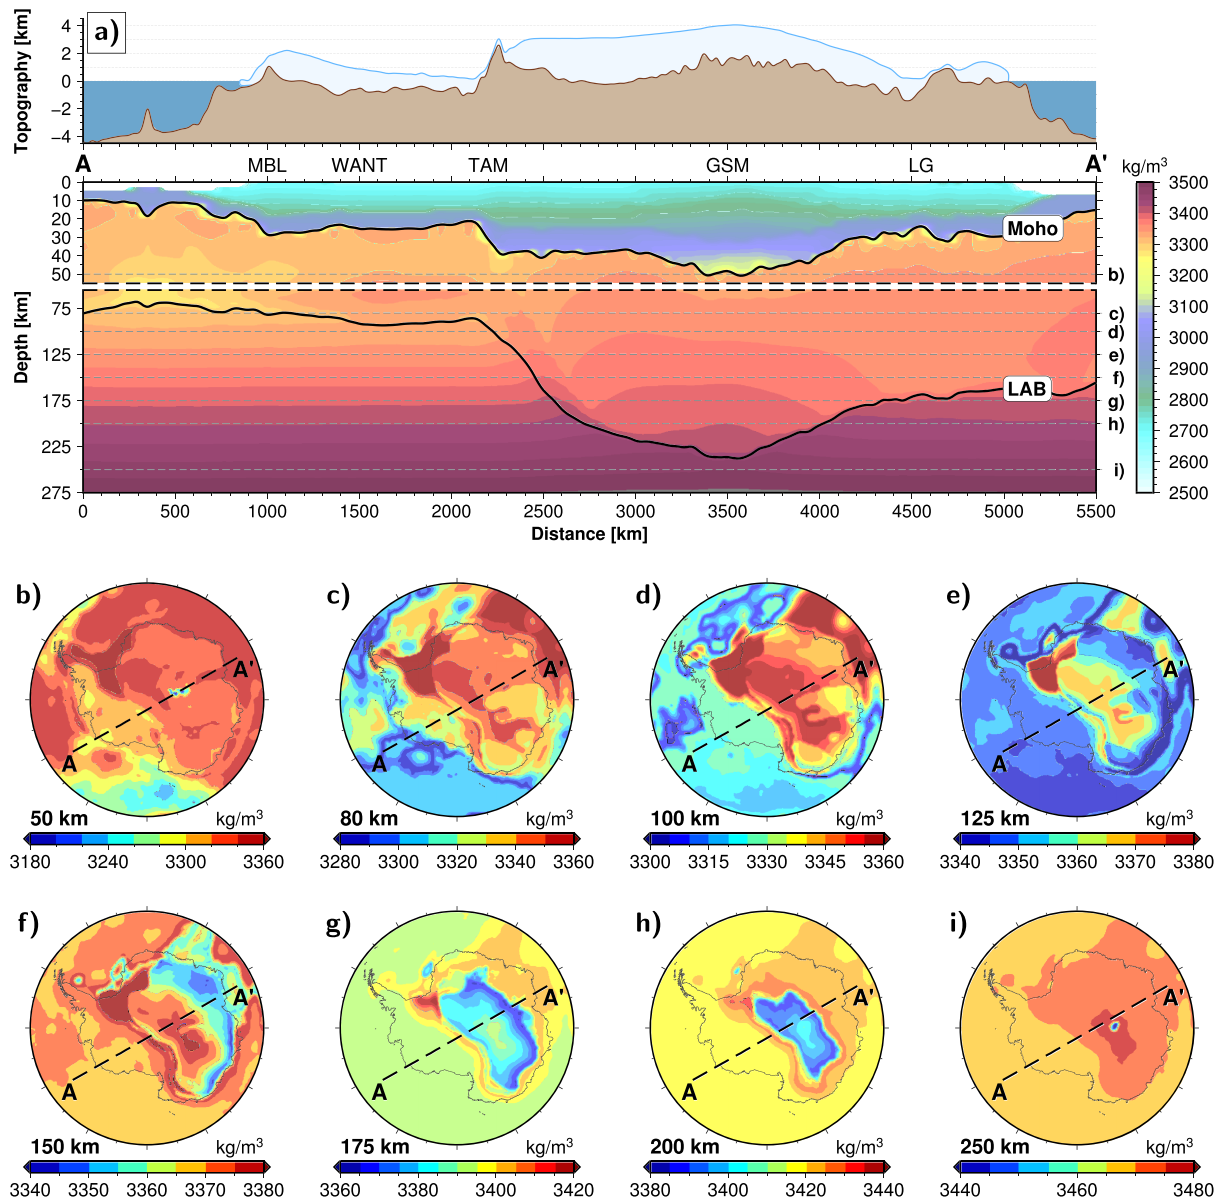 a)
Topography [km]
4
2
0
−2
−4
A MBL WANT TAM GSM LG A'
kg/m³
0
10
20
30
40
50
Moho
b)
Depth [km]
75
125
175
225
275
c)
d)
e)
f)
g)
h)
i)
LAB
0 500 1000 1500 2000 2500 3000 3500 4000 4500 5000 5500
Distance [km]
3500
3400
3300
3200
3100
3000
2900
2800
2700
2600
2500
b) A A'
50 km kg/m³
3180 3240 3300 3360
c) A A'
80 km kg/m³
3280 3300 3320 3340 3360
d) A A'
100 km kg/m³
3300 3315 3330 3345 3360
e) A A'
125 km kg/m³
3340 3350 3360 3370 3380
f) A A'
150 km kg/m³
3340 3350 3360 3370 3380
g) A A'
175 km kg/m³
3360 3380 3400 3420
h) A A'
200 km kg/m³
3380 3400 3420 3440
i) A A'
250 km kg/m³
3440 3460 3480